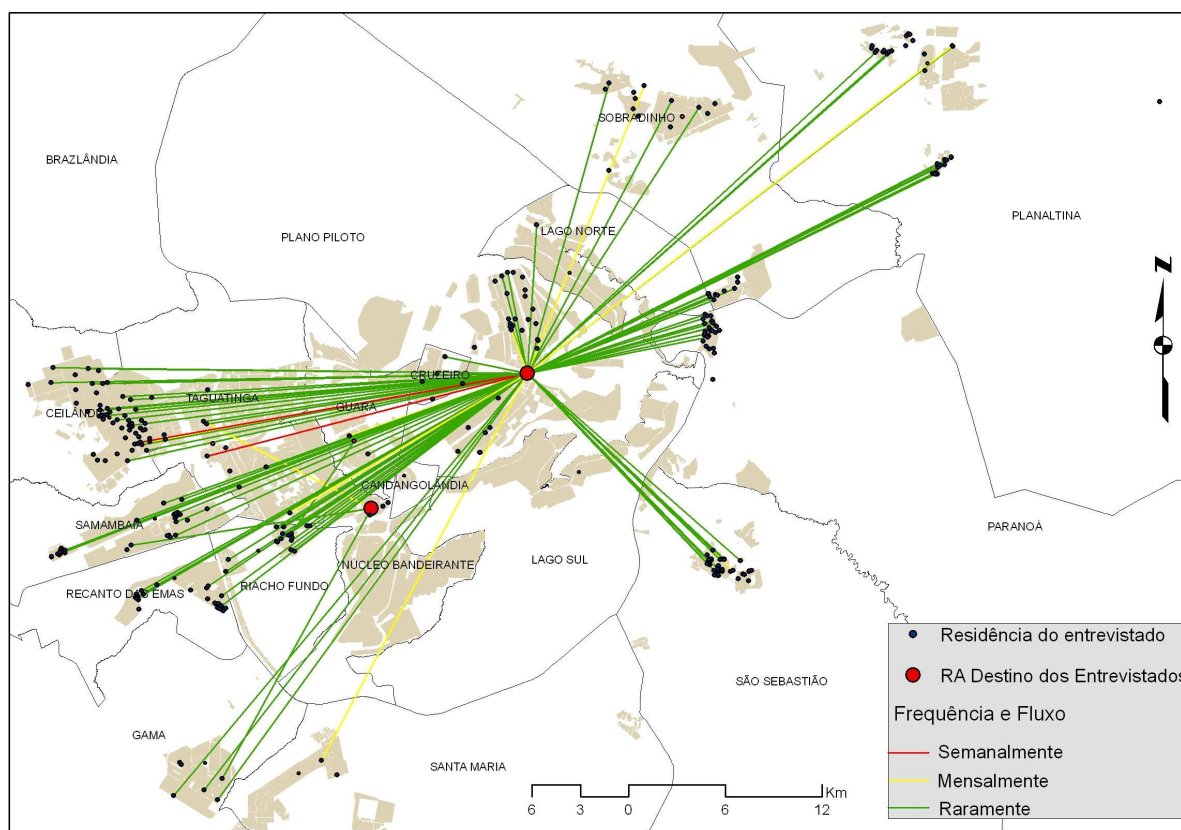 SOBRADINHO
BRAZLÂNDIA
PLANALTINA
PLANO PILOTO
LAGO NORTE
N
CRUZEIRO
TAGUATINGA
GUARÁ
CEILÂNDIA
CANDANGOLÂNDIA
SAMAMBAIA
PARANOÁ
NÚCLEO BANDEIRANTE
LAGO SUL
RIACHO FUNDO
RECANTO DAS EMAS
Residência do entrevistado
RA Destino dos Entrevistados
SÃO SEBASTIÃO
Frequência e Fluxo
GAMA
SANTA MARIA
Semanalmente
Mensalmente
Raramente
Km
6 3 0 6 12